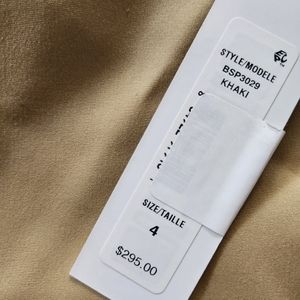 STYLE/MODELE
BSP3029
KHAKI
SIZE/TAILLE
4
$295.00